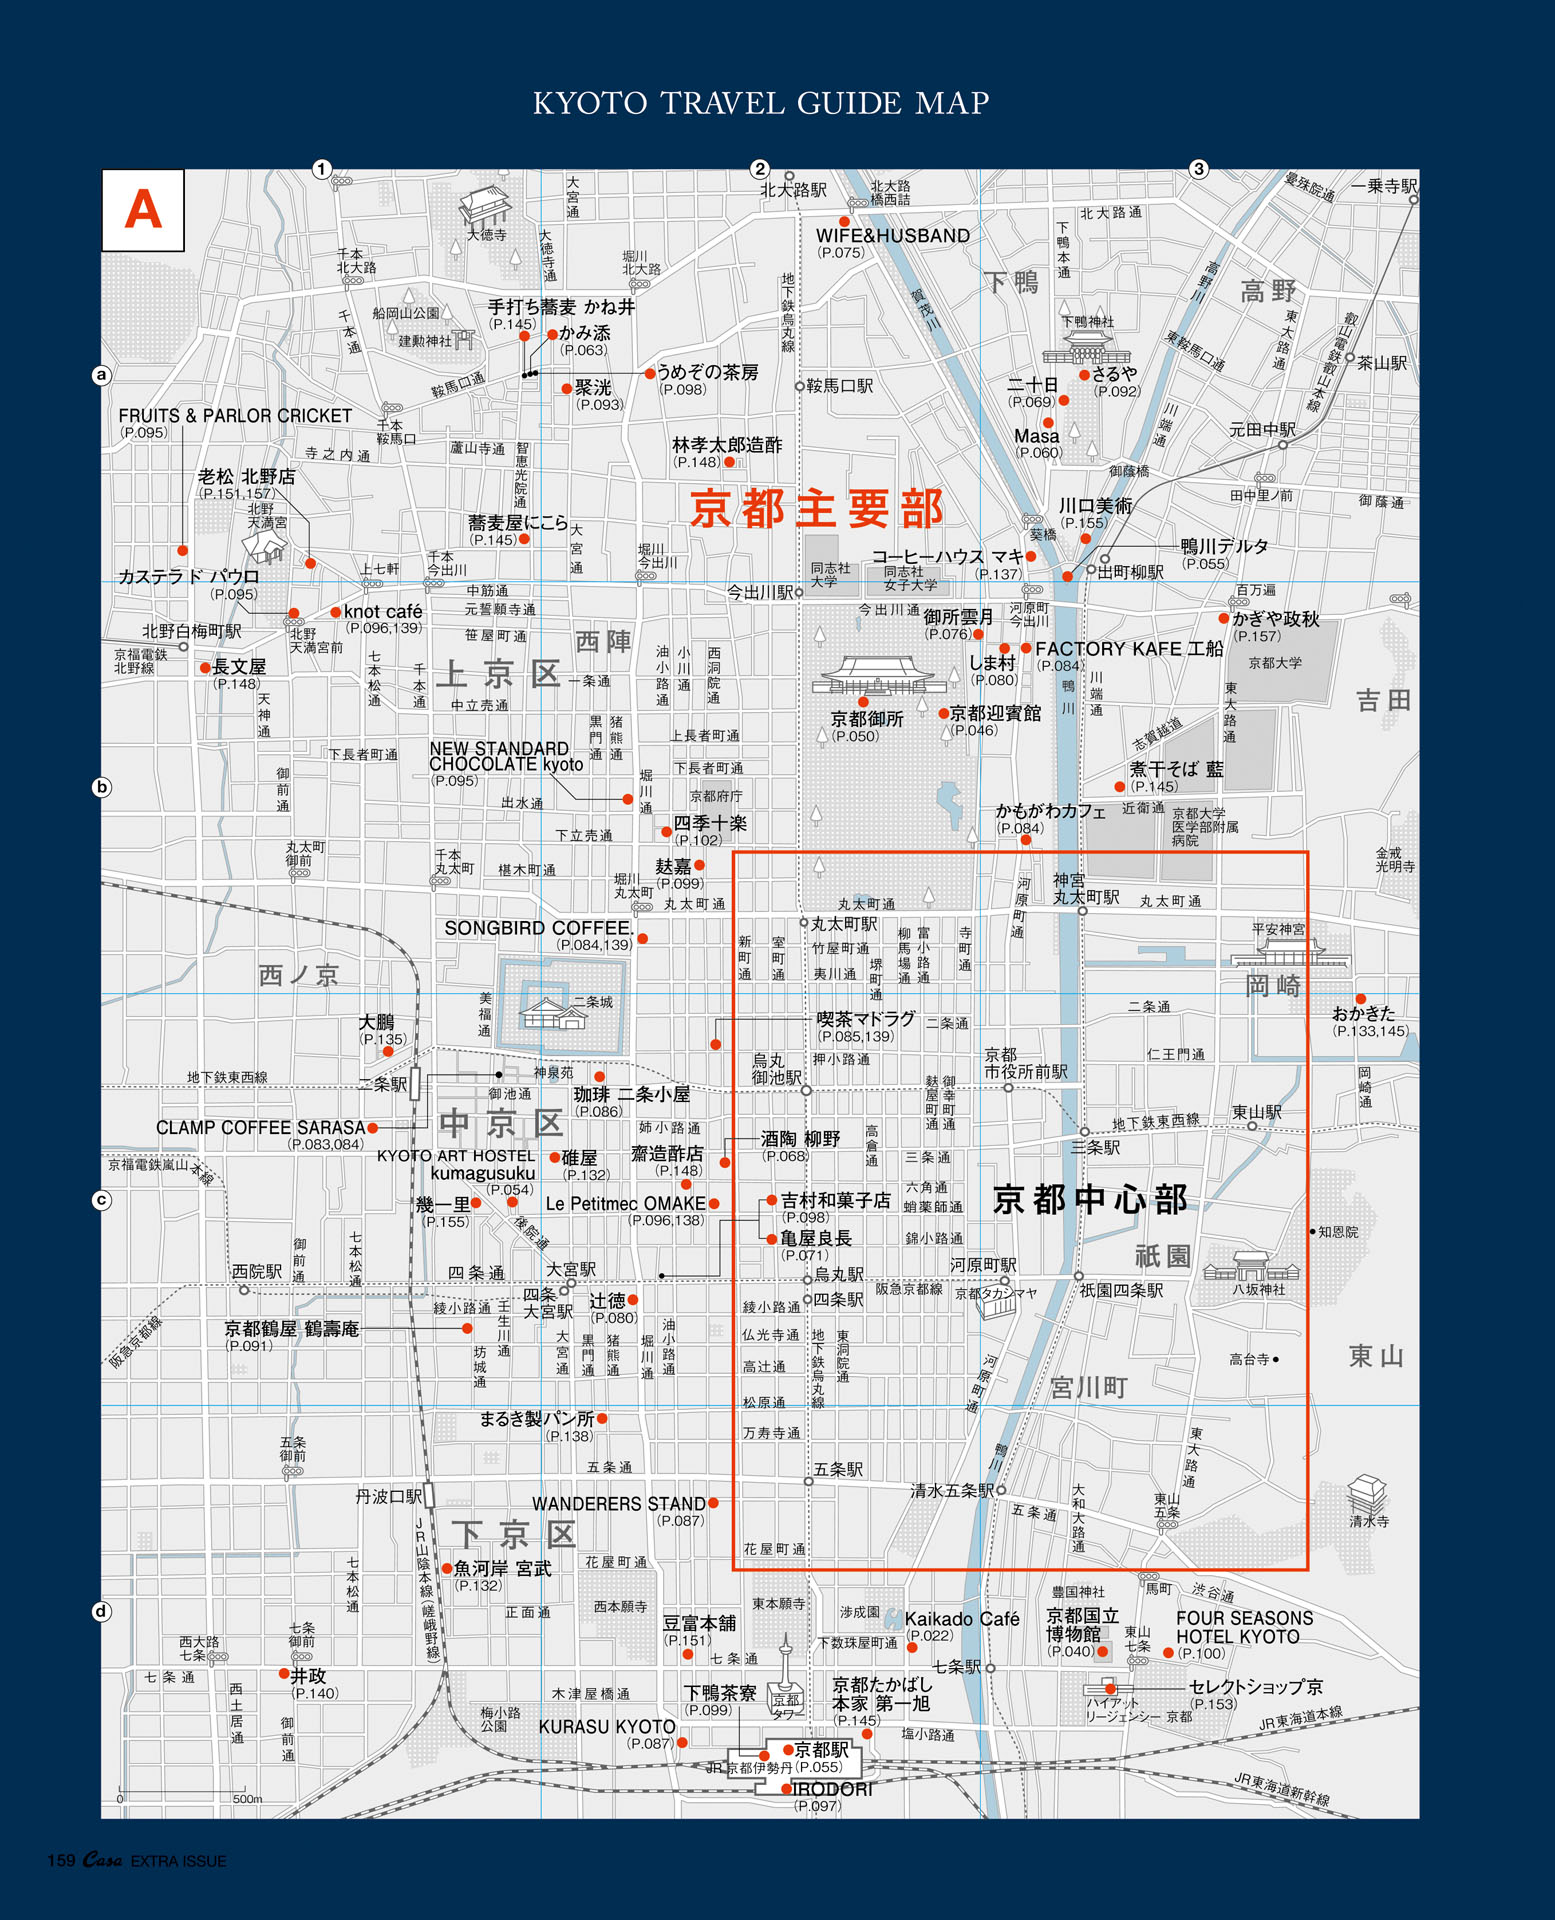 KYOTO TRAVEL GUIDE MAP
A
1
2
3
北大路駅
北大路
橋西詰
曼殊院通
一乗寺駅
大宮通
大徳寺
大徳寺通
WIFE&HUSBAND
(P.075)
下鴨本通
北大路通
千本
北大路
堀川
北大路
地下鉄烏丸線
賀茂川
下鴨
高野川
高野
船岡山公園
建勲神社
千本通
手打ち蕎麦 かね井
(P.145)
かみ添
(P.063)
下鴨神社
東大路通
叡山電鉄叡山本線
東鞍馬口通
茶山駅
a
鞍馬口通
うめぞの茶房
(P.098)
聚洸
(P.093)
鞍馬口駅
二十日
(P.069)
さるや
(P.092)
FRUITS & PARLOR CRICKET
(P.095)
千本
鞍馬口
川端通
元田中駅
寺之内通
蘆山寺通
智恵光院通
林孝太郎造酢
(P.148)
Masa
(P.060)
御蔭橋
老松 北野店
(P.151,157)
北野
天満宮
京都主要部
田中里ノ前
御蔭通
川口美術
(P.155)
蕎麦屋にこら
(P.145)
大宮通
葵橋
カステラ ド パウロ
(P.095)
上七軒
千本
今出川
堀川
今出川
同志社
大学
同志社
女子大学
コーヒーハウス マキ
(P.137)
鴨川デルタ
(P.055)
出町柳駅
中筋通
今出川駅
百万遍
knot café
(P.096,139)
元誓願寺通
今出川通
御所雲月
(P.076)
河原町
今出川
かぎや政秋
(P.157)
北野白梅町駅
北野
天満宮前
笹屋町通
西陣
京福電鉄
北野線
長文屋
(P.148)
七本松通
千本通
上京区
一条通
油小路通
小川通
西洞院通
しま村
(P.080)
FACTORY KAFE 工船
(P.084)
京都大学
鴨川
川端通
東大路通
吉田
天神通
中立売通
黒門通
猪熊通
京都御所
(P.050)
京都迎賓館
(P.046)
志賀越道
下長者町通
上長者町通
NEW STANDARD
CHOCOLATE kyoto
(P.095)
堀川通
下長者町通
煮干そば 藍
(P.145)
b
御前通
出水通
京都府庁
かもがわカフェ
(P.084)
近衛通
京都大学
医学部附属
病院
下立売通
四季十楽
(P.102)
丸太町
御前
千本
丸太町
椹木町通
麸嘉
(P.099)
堀川
丸太町
丸太町通
金戒
光明寺
神宮
丸太町駅
河原町通
丸太町通
丸太町通
SONGBIRD COFFEE.
(P.084,139)
丸太町駅
新町通
室町通
竹屋町通
夷川通
堺町通
柳馬場通
富小路通
寺町通
平安神宮
西ノ京
岡崎
美福通
二条城
おかきた
(P.133,145)
大鵬
(P.135)
喫茶マドラグ
(P.085,139)
二条通
二条通
地下鉄東西線
二条駅
神泉苑
御池通
烏丸
御池駅
押小路通
京都
市役所前駅
仁王門通
岡崎通
珈琲 二条小屋
(P.086)
麩屋町通
御幸町通
中京区
CLAMP COFFEE SARASA
(P.083,084)
姉小路通
高倉通
三条駅
地下鉄東西線
東山駅
京福電鉄嵐山本線
KYOTO ART HOSTEL
kumagusuku
(P.054)
碓屋
(P.132)
齋造酢店
(P.148)
酒陶 柳野
(P.068)
三条通
c
幾一里
(P.155)
後院通
Le Petitmec OMAKE
(P.096,138)
吉村和菓子店
(P.098)
亀屋良長
(P.071)
六角通
蛸薬師通
錦小路通
京都中心部
知恩院
御前通
七本松通
西院駅
四条通
大宮駅
四条
大宮駅
烏丸駅
四条駅
阪急京都線
河原町駅
京都タカシマヤ
祇園
祇園四条駅
八坂神社
阪急京都線
京都鶴屋 鶴壽庵
(P.091)
綾小路通
壬生川通
坊城通
辻徳
(P.080)
大宮通
黒門通
猪熊通
堀川通
油小路通
綾小路通
仏光寺通
高辻通
松原通
万寿寺通
地下鉄烏丸線
東洞院通
河原町通
宮川町
高台寺
東山
まるき製パン所
(P.138)
鴨川
東大路通
五条
御前
五条通
五条駅
清水五条駅
五条通
大和大路通
東山
五条
清水寺
丹波口駅
WANDERERS STAND
(P.087)
下京区
花屋町通
花屋町通
JR山陰本線(嵯峨野線)
七本松通
魚河岸 宮武
(P.132)
正面通
西本願寺
東本願寺
渉成園
豊国神社
馬町
渋谷通
d
豆富本舗
(P.151)
下数珠屋町通
Kaikado Café
(P.022)
京都国立
博物館
(P.040)
東山
七条
FOUR SEASONS
HOTEL KYOTO
(P.100)
西大路
七条
七条
御前
七条通
井政
(P.140)
七条通
七条駅
西土居通
御前通
木津屋橋通
下鴨茶寮
(P.099)
京都
タワー
京都たかばし
本家 第一旭
(P.145)
セレクトショップ京
(P.153)
ハイアット
リージェンシー 京都
梅小路
公園
KURASU KYOTO
(P.087)
塩小路通
JR東海道本線
JR 京都伊勢丹
京都駅
(P.055)
IRODORI
(P.097)
JR東海道新幹線
0
500m
159 Casa EXTRA ISSUE